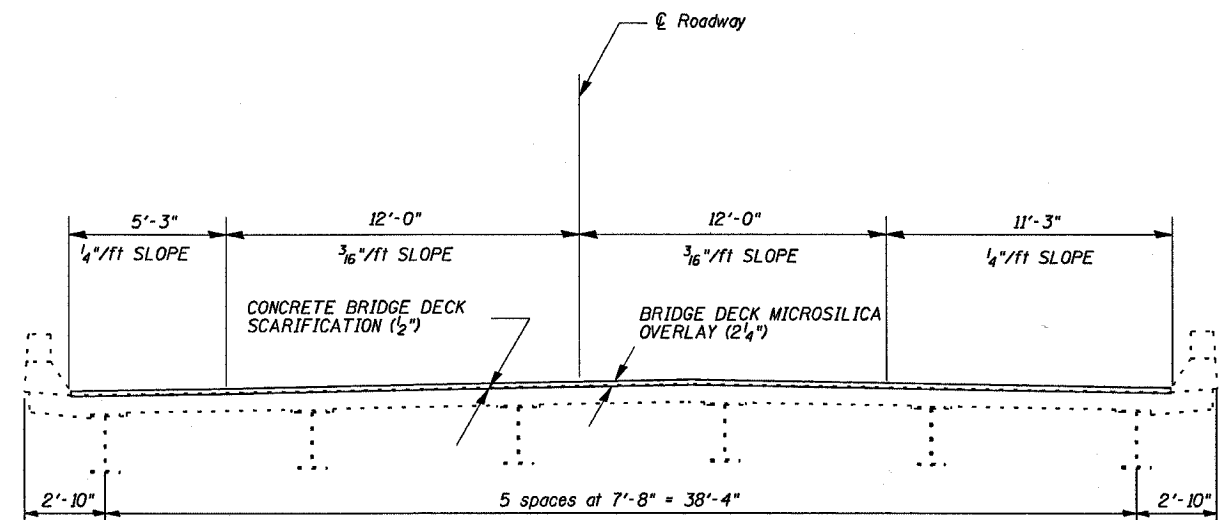 ℄ Roadway
5'-3" 12'-0" 12'-0" 11'-3"
1/4"/ft SLOPE 3/16"/ft SLOPE 3/16"/ft SLOPE 1/4"/ft SLOPE
CONCRETE BRIDGE DECK
SCARIFICATION (1/2")
BRIDGE DECK MICROSILICA
OVERLAY (2 1/4")
2'-10" 5 spaces at 7'-8" = 38'-4" 2'-10"